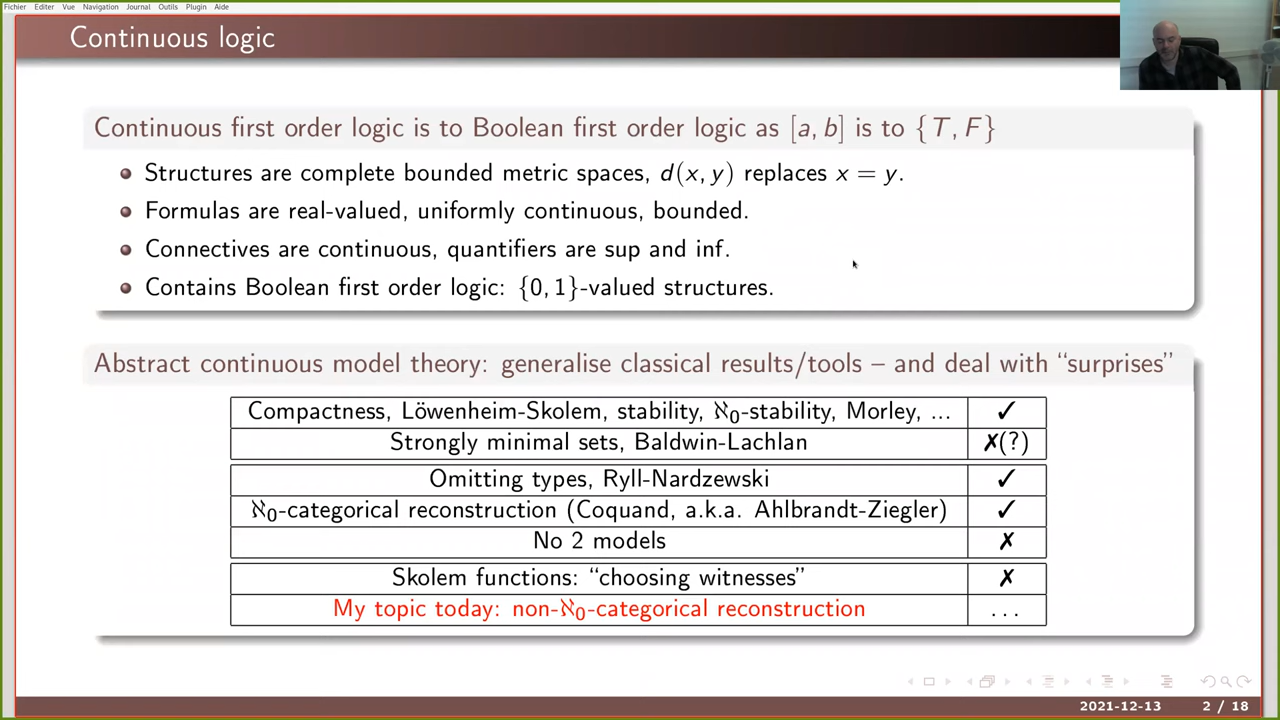 Fichier Editer Vue Navigation Journal Outils Plugin Aide
Continuous logic
Continuous first order logic is to Boolean first order logic as [a, b] is to {T, F}
Structures are complete bounded metric spaces, d(x, y) replaces x = y.
Formulas are real-valued, uniformly continuous, bounded.
Connectives are continuous, quantifiers are sup and inf.
Contains Boolean first order logic: {0, 1}-valued structures.
Abstract continuous model theory: generalise classical results/tools – and deal with “surprises”
Compactness, Löwenheim-Skolem, stability, ℵ₀-stability, Morley, ... ✓
Strongly minimal sets, Baldwin-Lachlan ✗(?)
Omitting types, Ryll-Nardzewski ✓
ℵ₀-categorical reconstruction (Coquand, a.k.a. Ahlbrandt-Ziegler) ✓
No 2 models ✗
Skolem functions: “choosing witnesses” ✗
My topic today: non-ℵ₀-categorical reconstruction ...
2021-12-13 2 / 18